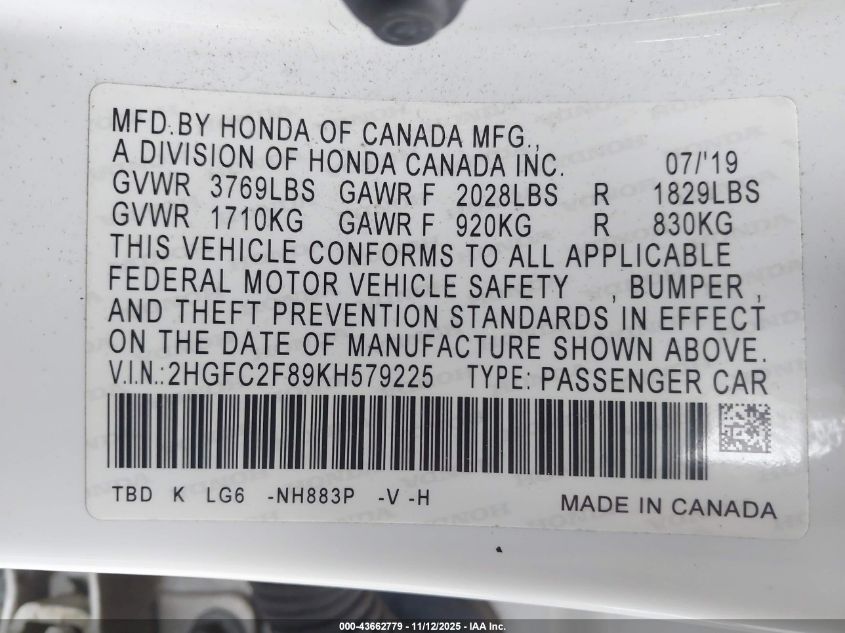 MFD.BY HONDA OF CANADA MFG.,
A DIVISION OF HONDA CANADA INC. 07/'19
GVWR 3769LBS GAWR F 2028LBS R 1829LBS
GVWR 1710KG GAWR F 920KG R 830KG
THIS VEHICLE CONFORMS TO ALL APPLICABLE
FEDERAL MOTOR VEHICLE SAFETY , BUMPER ,
AND THEFT PREVENTION STANDARDS IN EFFECT
ON THE DATE OF MANUFACTURE SHOWN ABOVE.
V.I.N.:2HGFC2F89KH579225 TYPE: PASSENGER CAR
TBD K LG6 -NH883P -V -H MADE IN CANADA
000-43662779 - 11/12/2025 - IAA Inc.